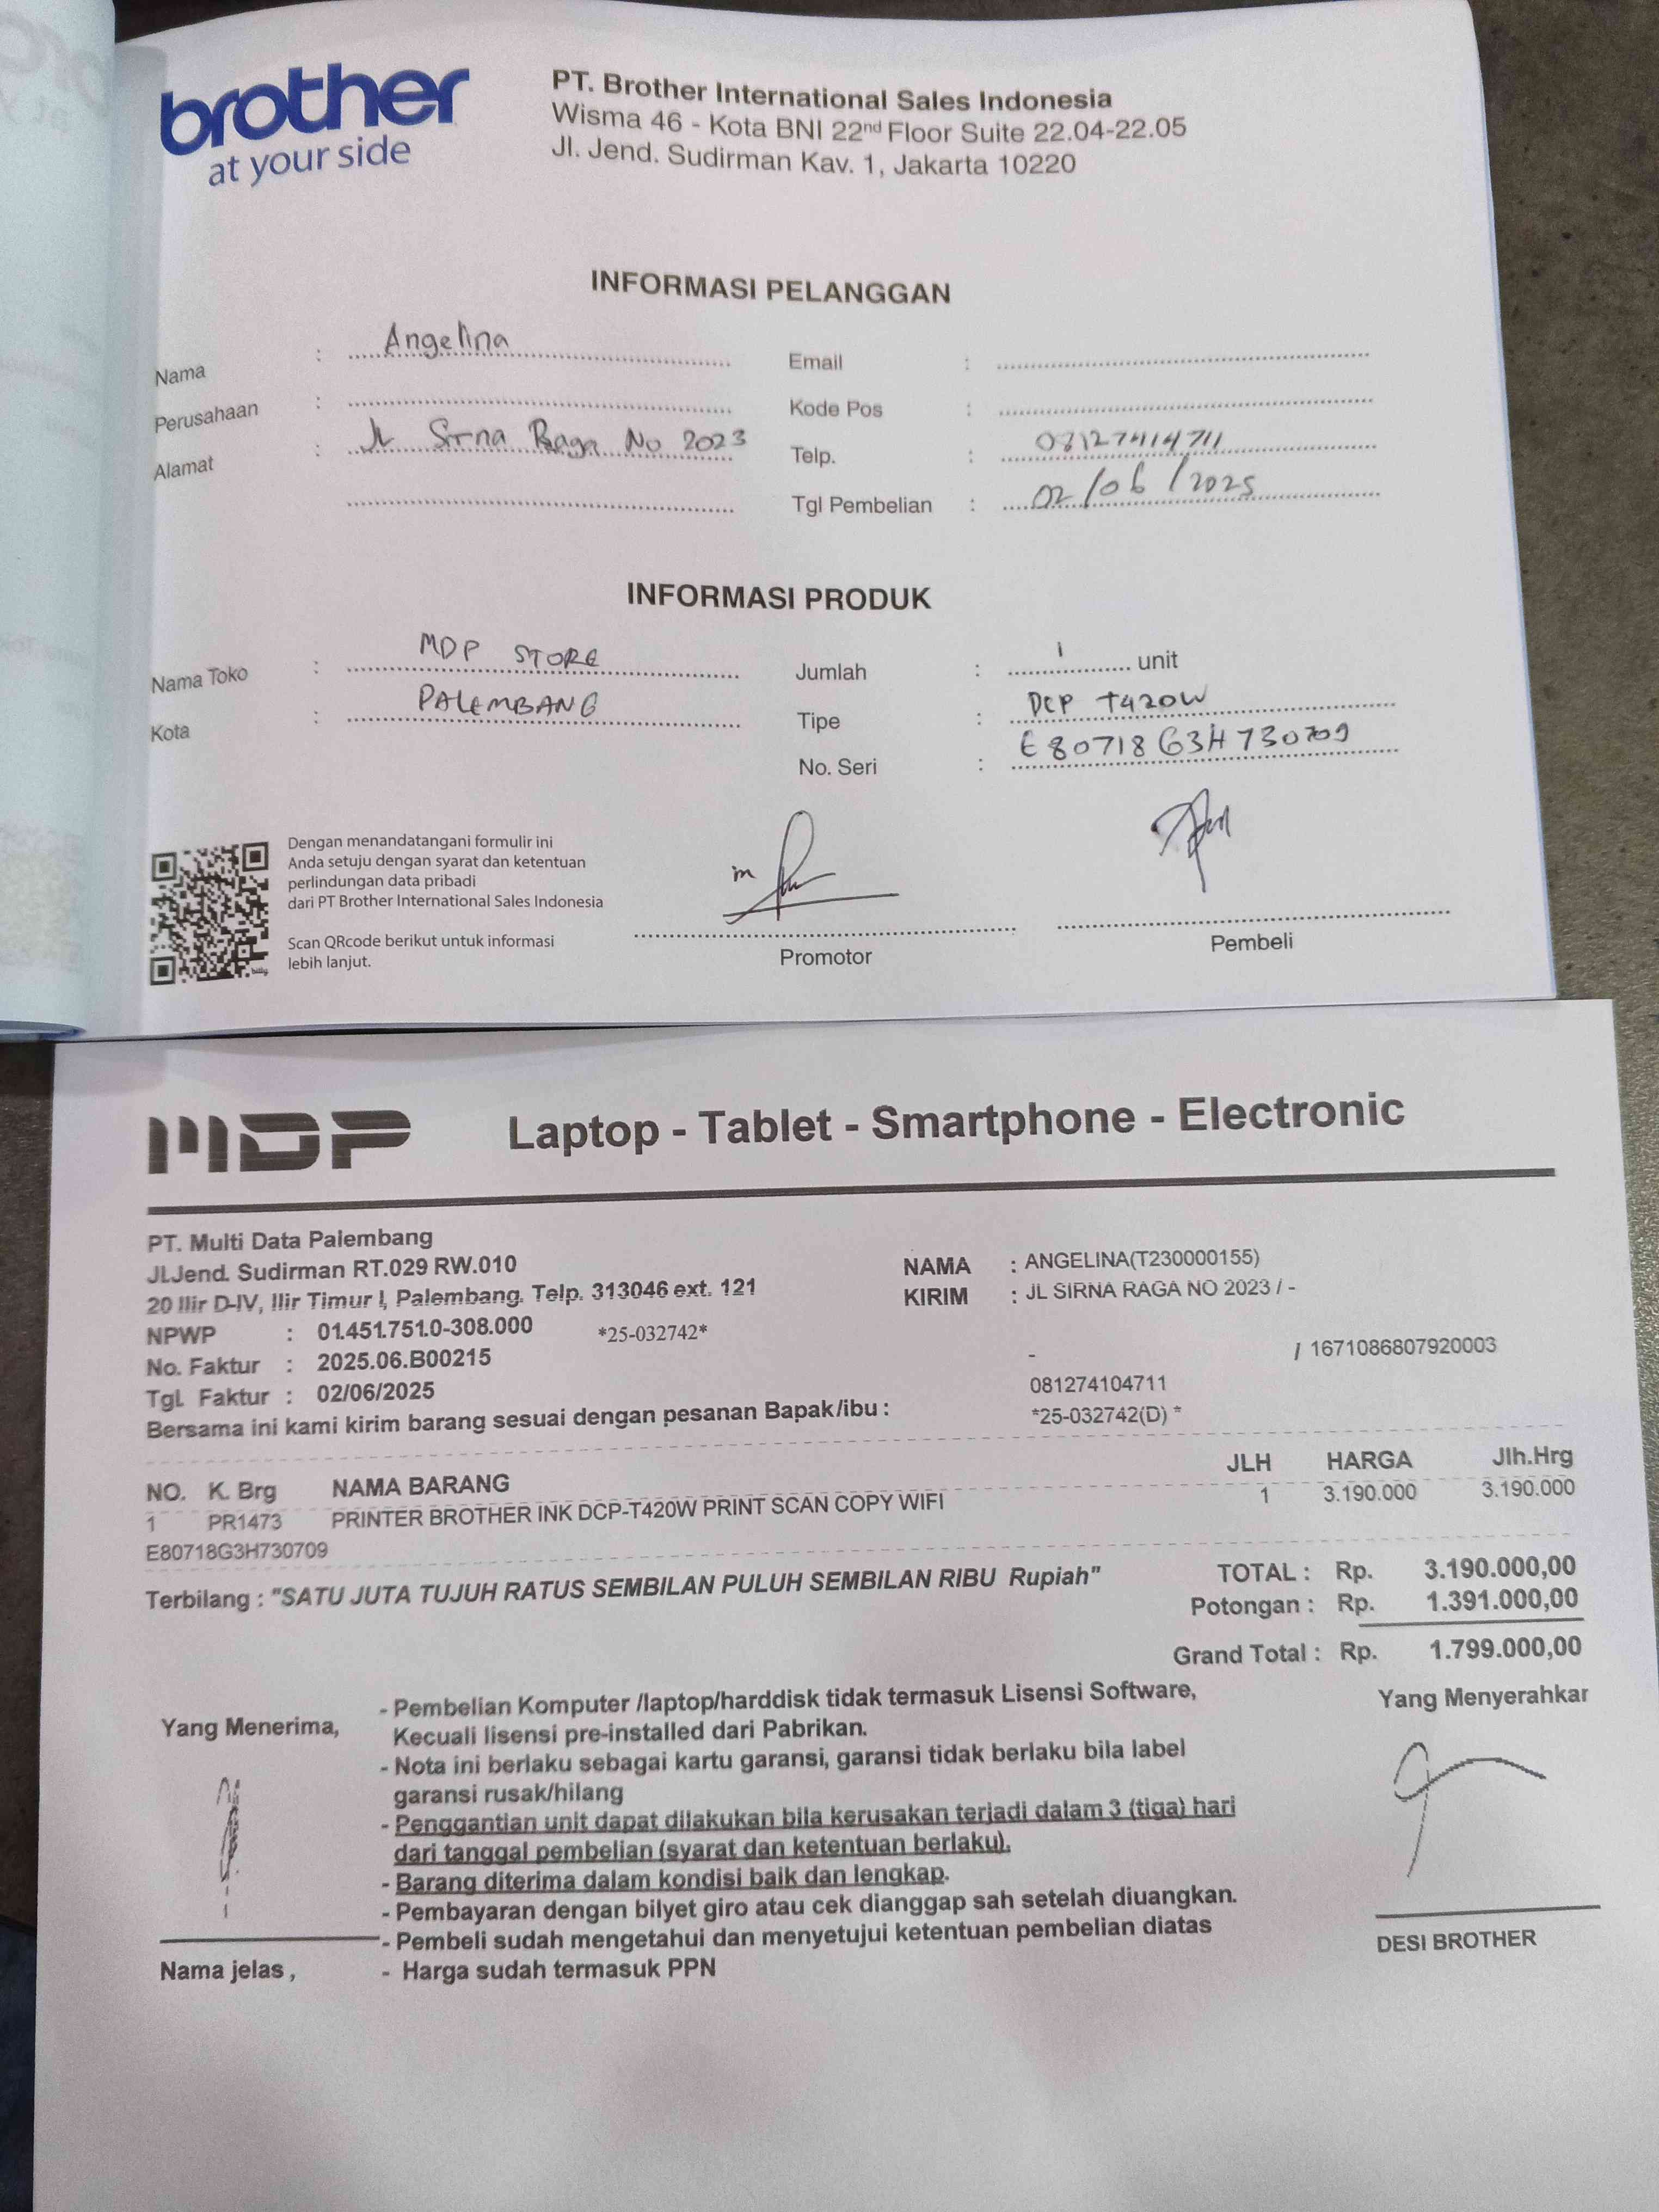 brother
at your side
PT. Brother International Sales Indonesia
Wisma 46 - Kota BNI 22nd Floor Suite 22.04-22.05
Jl. Jend. Sudirman Kav. 1, Jakarta 10220
INFORMASI PELANGGAN
Nama : Angelina
Perusahaan :
Alamat : JL Sirna Raga No 2023
Email :
Kode Pos :
Telp. : 08127414711
Tgl Pembelian : 02/06/2025
INFORMASI PRODUK
Nama Toko : MDP STORE
Kota : PALEMBANG
Jumlah : 1 unit
Tipe : DCP T420W
No. Seri : E80718G3H730709
Dengan menandatangani formulir ini
Anda setuju dengan syarat dan ketentuan
perlindungan data pribadi
dari PT Brother International Sales Indonesia
Scan QRcode berikut untuk informasi
lebih lanjut.
Promotor
Pembeli
MDP
Laptop - Tablet - Smartphone - Electronic
PT. Multi Data Palembang
Jl.Jend. Sudirman RT.029 RW.010
20 Ilir D-IV, Ilir Timur I, Palembang. Telp. 313046 ext. 121
NPWP : 01.451.751.0-308.000 *25-032742*
No. Faktur : 2025.06.B00215
Tgl. Faktur : 02/06/2025
Bersama ini kami kirim barang sesuai dengan pesanan Bapak/ibu :
NAMA : ANGELINA(T230000155)
KIRIM : JL SIRNA RAGA NO 2023 / -
- / 1671086807920003
081274104711
*25-032742(D) *
NO. K. Brg NAMA BARANG JLH HARGA Jlh.Hrg
1 PR1473 PRINTER BROTHER INK DCP-T420W PRINT SCAN COPY WIFI 1 3.190.000 3.190.000
E80718G3H730709
Terbilang : "SATU JUTA TUJUH RATUS SEMBILAN PULUH SEMBILAN RIBU Rupiah"
TOTAL : Rp. 3.190.000,00
Potongan : Rp. 1.391.000,00
Grand Total : Rp. 1.799.000,00
Yang Menerima,
- Pembelian Komputer /laptop/harddisk tidak termasuk Lisensi Software,
Kecuali lisensi pre-installed dari Pabrikan.
- Nota ini berlaku sebagai kartu garansi, garansi tidak berlaku bila label
garansi rusak/hilang
- Penggantian unit dapat dilakukan bila kerusakan terjadi dalam 3 (tiga) hari
dari tanggal pembelian (syarat dan ketentuan berlaku).
- Barang diterima dalam kondisi baik dan lengkap.
- Pembayaran dengan bilyet giro atau cek dianggap sah setelah diuangkan.
- Pembeli sudah mengetahui dan menyetujui ketentuan pembelian diatas
- Harga sudah termasuk PPN
Nama jelas ,
Yang Menyerahkar
DESI BROTHER